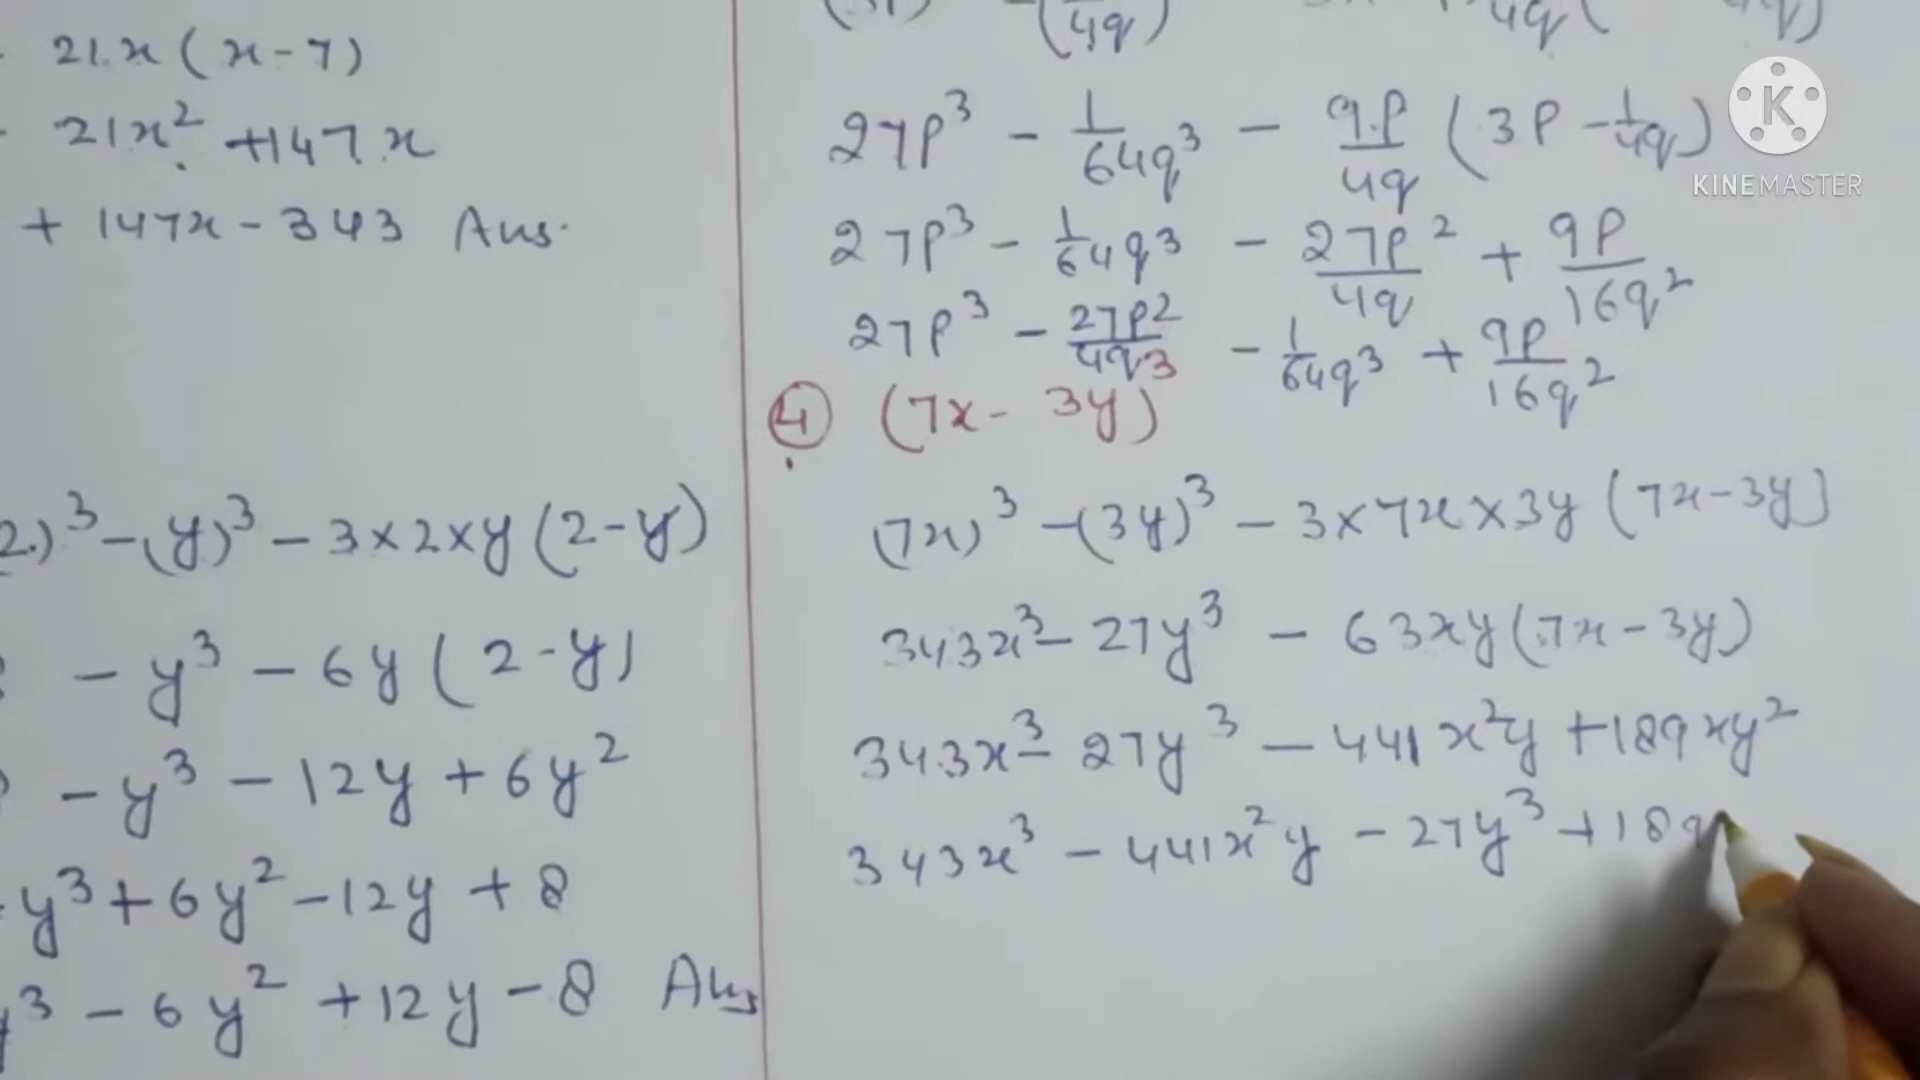 21x(x-7)
21x² +147x
+ 147x - 343 Ans.
2)³ - (y)³ - 3×2×y(2-y)
- y³ - 6y(2-y)
- y³ - 12y + 6y²
y³ + 6y² - 12y + 8
³ - 6y² + 12y - 8 Ans
4q)
27p³ - 1/64q³ - 9p/4q (3p - 1/4q)
27p³ - 1/64q³ - 27p²/4q + 9p/16q²
27p³ - 27p²/4q - 1/64q³ + 9p/16q²
④ (7x - 3y)³
(7x)³ - (3y)³ - 3×7x×3y(7x-3y)
343x³ - 27y³ - 63xy(7x-3y)
343x³ - 27y³ - 441x²y + 189xy²
343x³ - 441x²y - 27y³ + 189
K
KINEMASTER